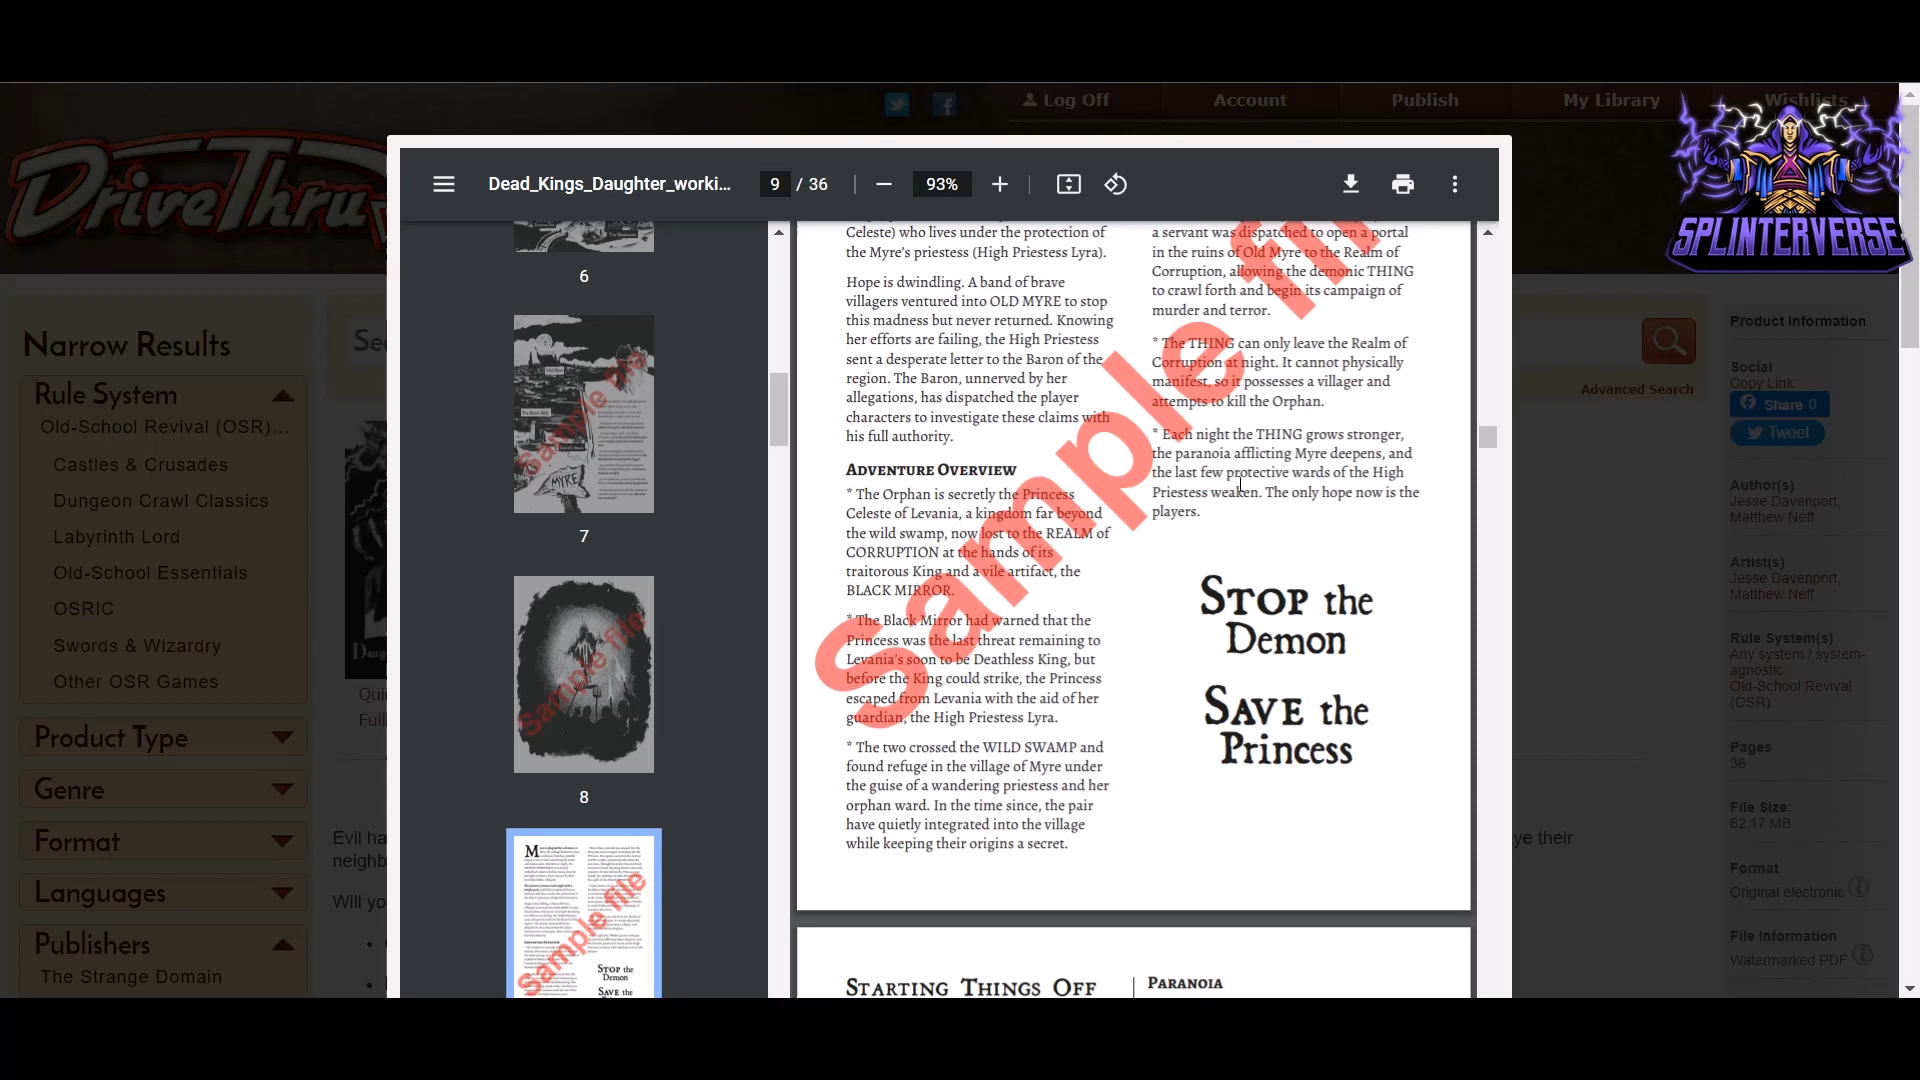 Log Off
Account
Publish
My Library
Wishlists
DriveThru
SPLINTERVERSE
Dead_Kings_Daughter_worki...
9 / 36
93%
Narrow Results
Rule System
Old-School Revival (OSR)...
Castles & Crusades
Dungeon Crawl Classics
Labyrinth Lord
Old-School Essentials
OSRIC
Swords & Wizardry
Other OSR Games
Product Type
Genre
Format
Languages
Publishers
The Strange Domain
Evil ha
neighb
Will yo
6
MYRE
Sample file
7
Sample file
8
Sample file
STOP the
Demon
SAVE the
Celeste) who lives under the protection of
the Myre's priestess (High Priestess Lyra).
Hope is dwindling. A band of brave
villagers ventured into OLD MYRE to stop
this madness but never returned. Knowing
her efforts are failing, the High Priestess
sent a desperate letter to the Baron of the
region. The Baron, unnerved by her
allegations, has dispatched the player
characters to investigate these claims with
his full authority.
ADVENTURE OVERVIEW
* The Orphan is secretly the Princess
Celeste of Levania, a kingdom far beyond
the wild swamp, now lost to the REALM of
CORRUPTION at the hands of its
traitorous King and a vile artifact, the
BLACK MIRROR.
* The Black Mirror had warned that the
Princess was the last threat remaining to
Levania's soon to be Deathless King, but
before the King could strike, the Princess
escaped from Levania with the aid of her
guardian, the High Priestess Lyra.
* The two crossed the WILD SWAMP and
found refuge in the village of Myre under
the guise of a wandering priestess and her
orphan ward. In the time since, the pair
have quietly integrated into the village
while keeping their origins a secret.
a servant was dispatched to open a portal
in the ruins of Old Myre to the Realm of
Corruption, allowing the demonic THING
to crawl forth and begin its campaign of
murder and terror.
* The THING can only leave the Realm of
Corruption at night. It cannot physically
manifest, so it possesses a villager and
attempts to kill the Orphan.
* Each night the THING grows stronger,
the paranoia afflicting Myre deepens, and
the last few protective wards of the High
Priestess weaken. The only hope now is the
players.
STOP the
Demon
SAVE the
Princess
Sample fil
STARTING THINGS OFF
PARANOIA
Advanced Search
ye their
Product Information
Social
Copy Link
Share 0
Tweet
Author(s)
Jesse Davenport,
Matthew Neff
Artist(s)
Jesse Davenport,
Matthew Neff
Rule System(s)
Any system / system-
agnostic
Old-School Revival
(OSR)
Pages
36
File Size:
62.17 MB
Format
Original electronic
File Information
Watermarked PDF